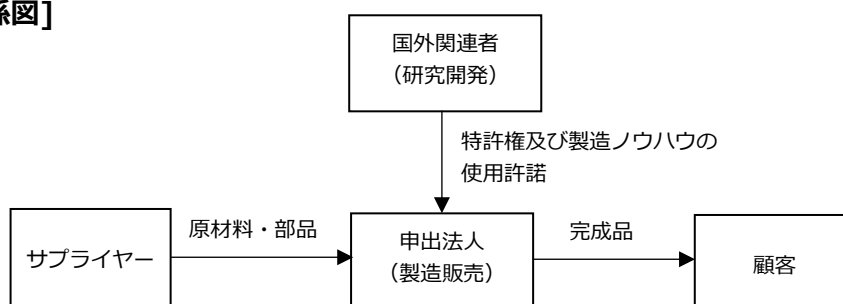 係図]
国外関連者
（研究開発）
特許権及び製造ノウハウの
使用許諾
サプライヤー
原材料・部品
申出法人
（製造販売）
完成品
顧客